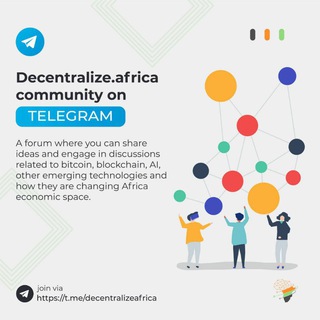 Decentralize.africa
community on
TELEGRAM
A forum where you can share
ideas and engage in discussions
related to bitcoin, blockchain, AI,
other emerging technologies and
how they are changing Africa
economic space.
join via
https://t.me/decentralizeafrica